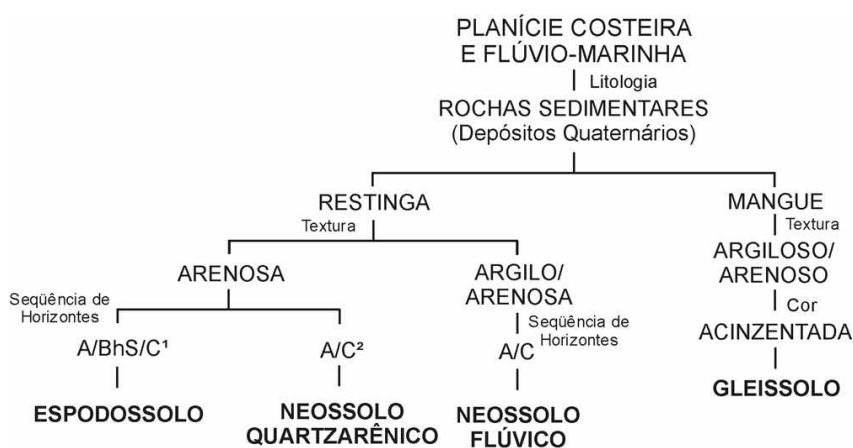 PLANÍCIE COSTEIRA
E FLÚVIO-MARINHA
Litologia
ROCHAS SEDIMENTARES
(Depósitos Quaternários)
RESTINGA
MANGUE
Textura
Textura
ARENOSA
ARGILO/
ARENOSA
ARGILOSO/
ARENOSO
Seqüência de
Horizontes
Seqüência de
Horizontes
Cor
A/BhS/C¹
A/C²
A/C
ACINZENTADA
ESPODOSSOLO
NEOSSOLO
QUARTZARÊNICO
NEOSSOLO
FLÚVICO
GLEISSOLO